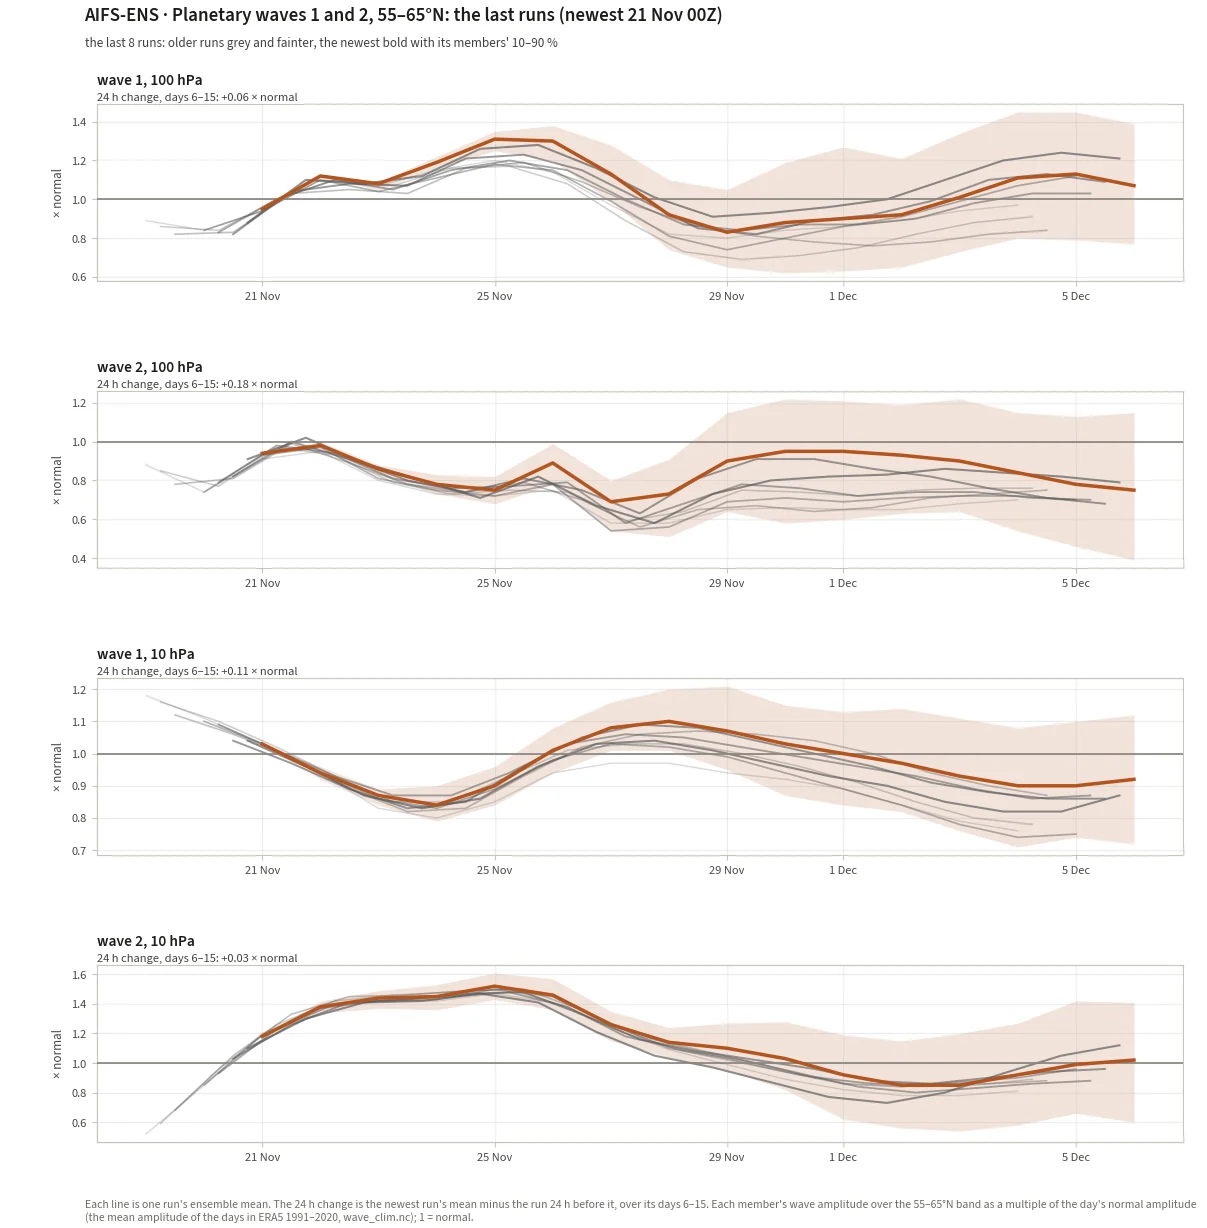 AIFS-ENS · Planetary waves 1 and 2, 55–65°N: the last runs (newest 21 Nov 00Z)
the last 8 runs: older runs grey and fainter, the newest bold with its members' 10–90 %
wave 1, 100 hPa
24 h change, days 6–15: +0.06 × normal
1.4
1.2
1.0
0.8
0.6
× normal
21 Nov 25 Nov 29 Nov 1 Dec 5 Dec
wave 2, 100 hPa
24 h change, days 6–15: +0.18 × normal
1.2
1.0
0.8
0.6
0.4
× normal
21 Nov 25 Nov 29 Nov 1 Dec 5 Dec
wave 1, 10 hPa
24 h change, days 6–15: +0.11 × normal
1.2
1.1
1.0
0.9
0.8
0.7
× normal
21 Nov 25 Nov 29 Nov 1 Dec 5 Dec
wave 2, 10 hPa
24 h change, days 6–15: +0.03 × normal
1.6
1.4
1.2
1.0
0.8
0.6
× normal
21 Nov 25 Nov 29 Nov 1 Dec 5 Dec
Each line is one run's ensemble mean. The 24 h change is the newest run's mean minus the run 24 h before it, over its days 6–15. Each member's wave amplitude over the 55–65°N band as a multiple of the day's normal amplitude
(the mean amplitude of the days in ERA5 1991–2020, wave_clim.nc); 1 = normal.